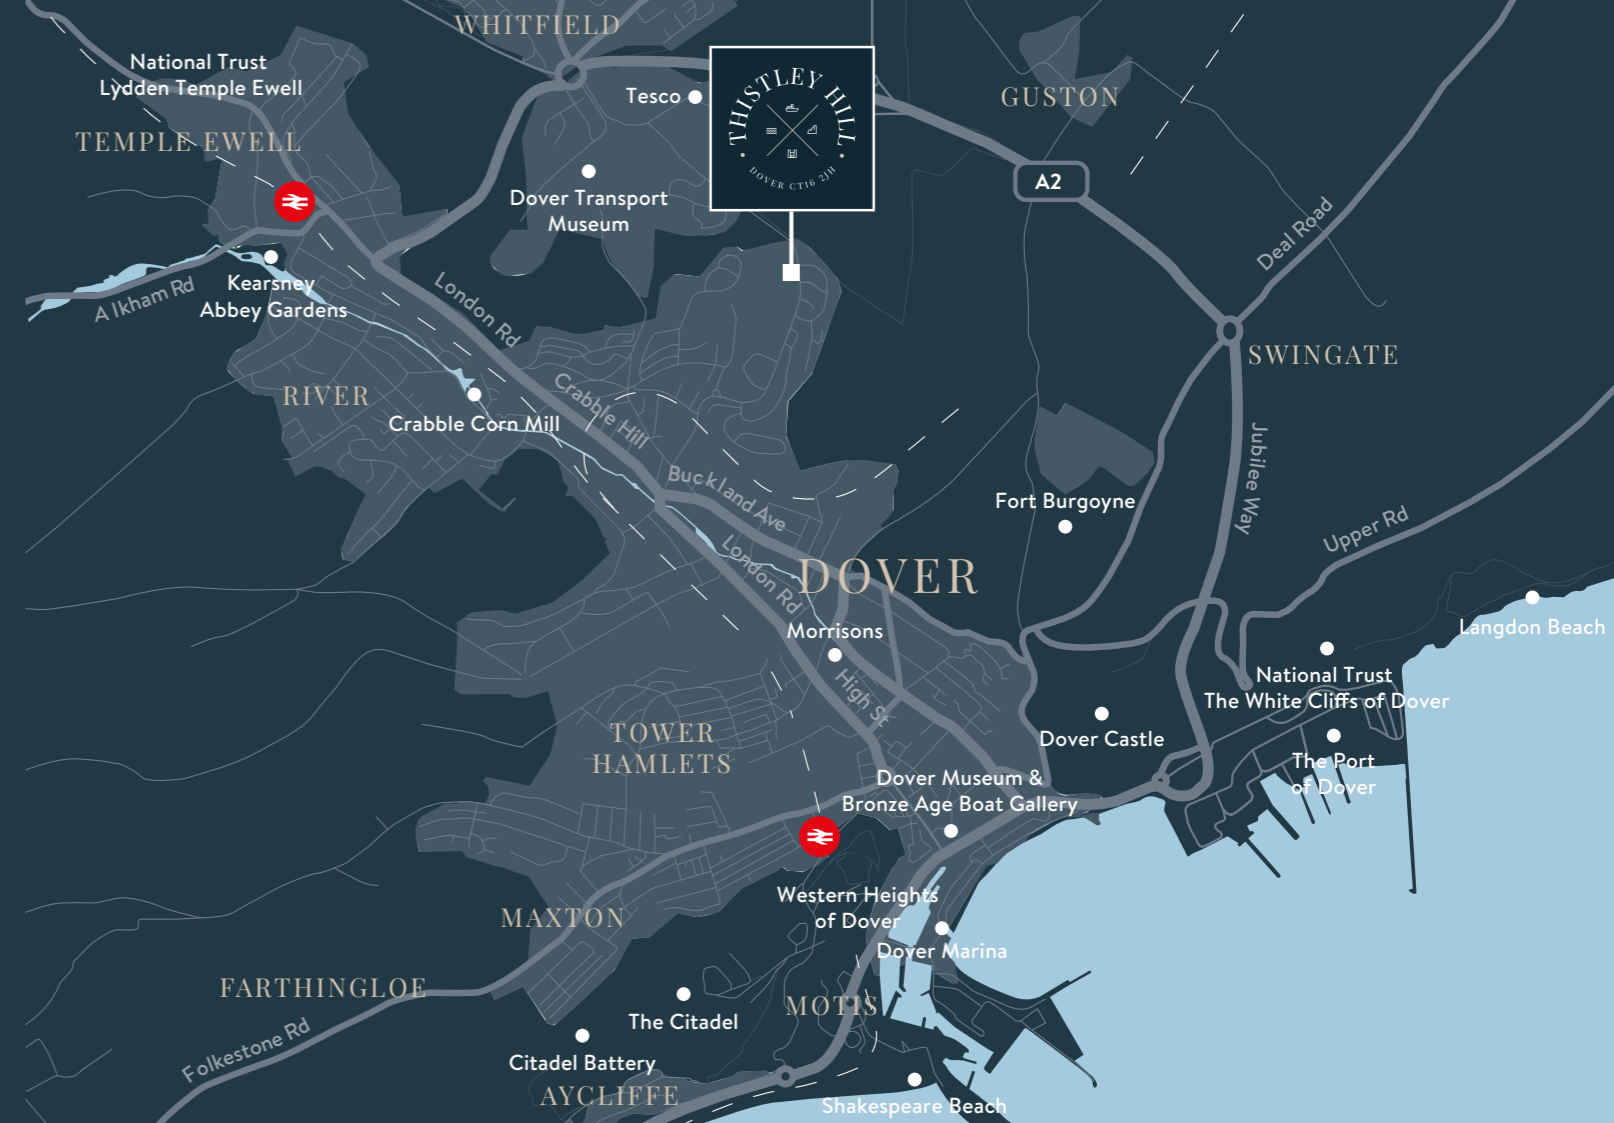 WHITFIELD
National Trust
Lydden Temple Ewell
TEMPLE EWELL
Tesco
THISTLEY HILL
DOVER CT16 2JH
GUSTON
A2
Dover Transport
Museum
Deal Road
Kearsney
Abbey Gardens
Alkham Rd
London Rd
SWINGATE
RIVER
Crabble Corn Mill
Crabble Hill
Jubilee Way
Buckland Ave
Fort Burgoyne
Upper Rd
London Rd
DOVER
Morrisons
Langdon Beach
High St
National Trust
The White Cliffs of Dover
TOWER
HAMLETS
Dover Castle
The Port
of Dover
Dover Museum &
Bronze Age Boat Gallery
Western Heights
of Dover
MAXTON
Dover Marina
FARTHINGLOE
MOTIS
The Citadel
Folkestone Rd
Citadel Battery
AYCLIFFE
Shakespeare Beach